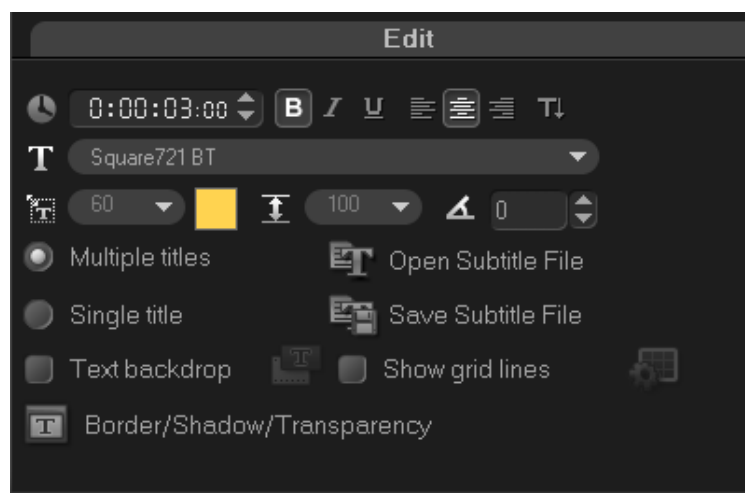 Edit
0:00:03:00 B I U T
T Square721 BT
T 60 100 0
Multiple titles T Open Subtitle File
Single title Save Subtitle File
Text backdrop T Show grid lines
T Border/Shadow/Transparency